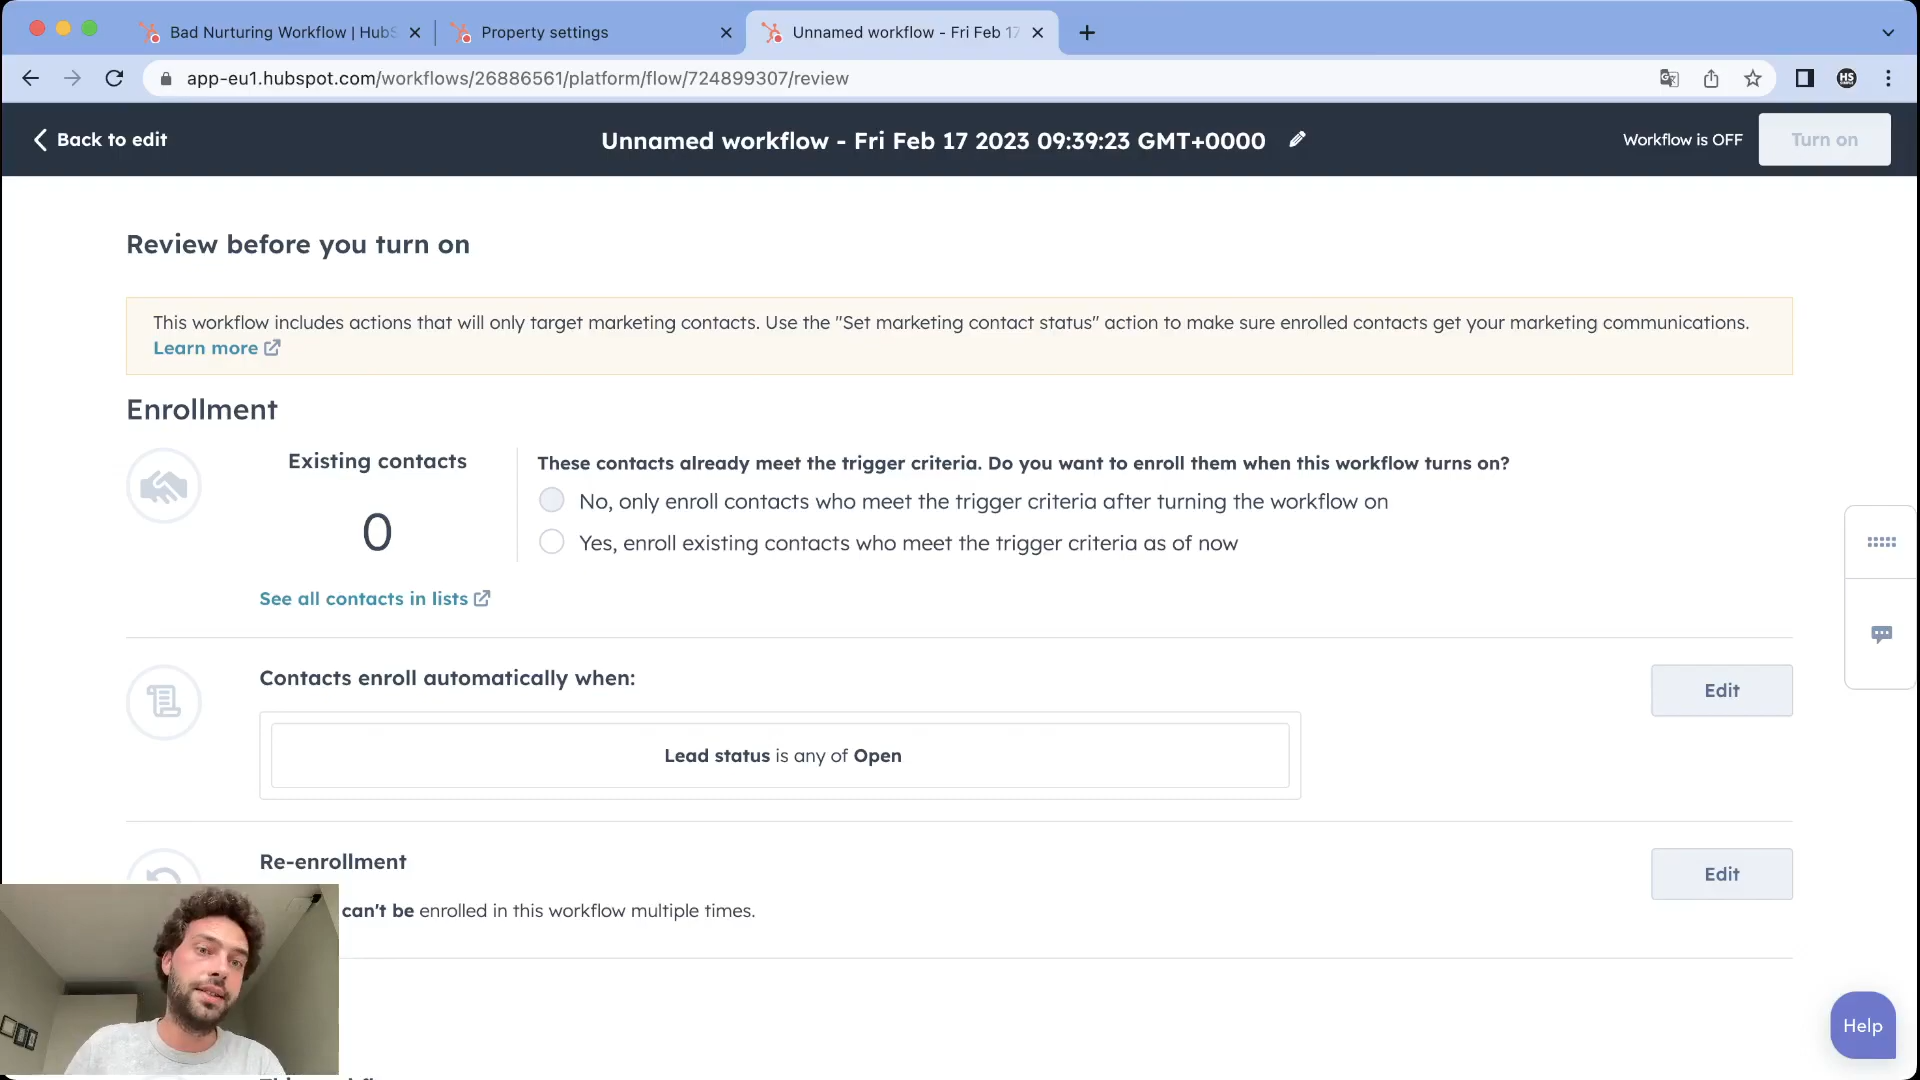 Bad Nurturing Workflow | HubS
Property settings
Unnamed workflow - Fri Feb 17
app-eu1.hubspot.com/workflows/26886561/platform/flow/724899307/review
HS
Back to edit
Unnamed workflow - Fri Feb 17 2023 09:39:23 GMT+0000
Workflow is OFF
Turn on
Review before you turn on
This workflow includes actions that will only target marketing contacts. Use the "Set marketing contact status" action to make sure enrolled contacts get your marketing communications.
Learn more
Enrollment
Existing contacts
0
See all contacts in lists
These contacts already meet the trigger criteria. Do you want to enroll them when this workflow turns on?
No, only enroll contacts who meet the trigger criteria after turning the workflow on
Yes, enroll existing contacts who meet the trigger criteria as of now
Contacts enroll automatically when:
Edit
Lead status is any of Open
Re-enrollment
Edit
can't be enrolled in this workflow multiple times.
Help